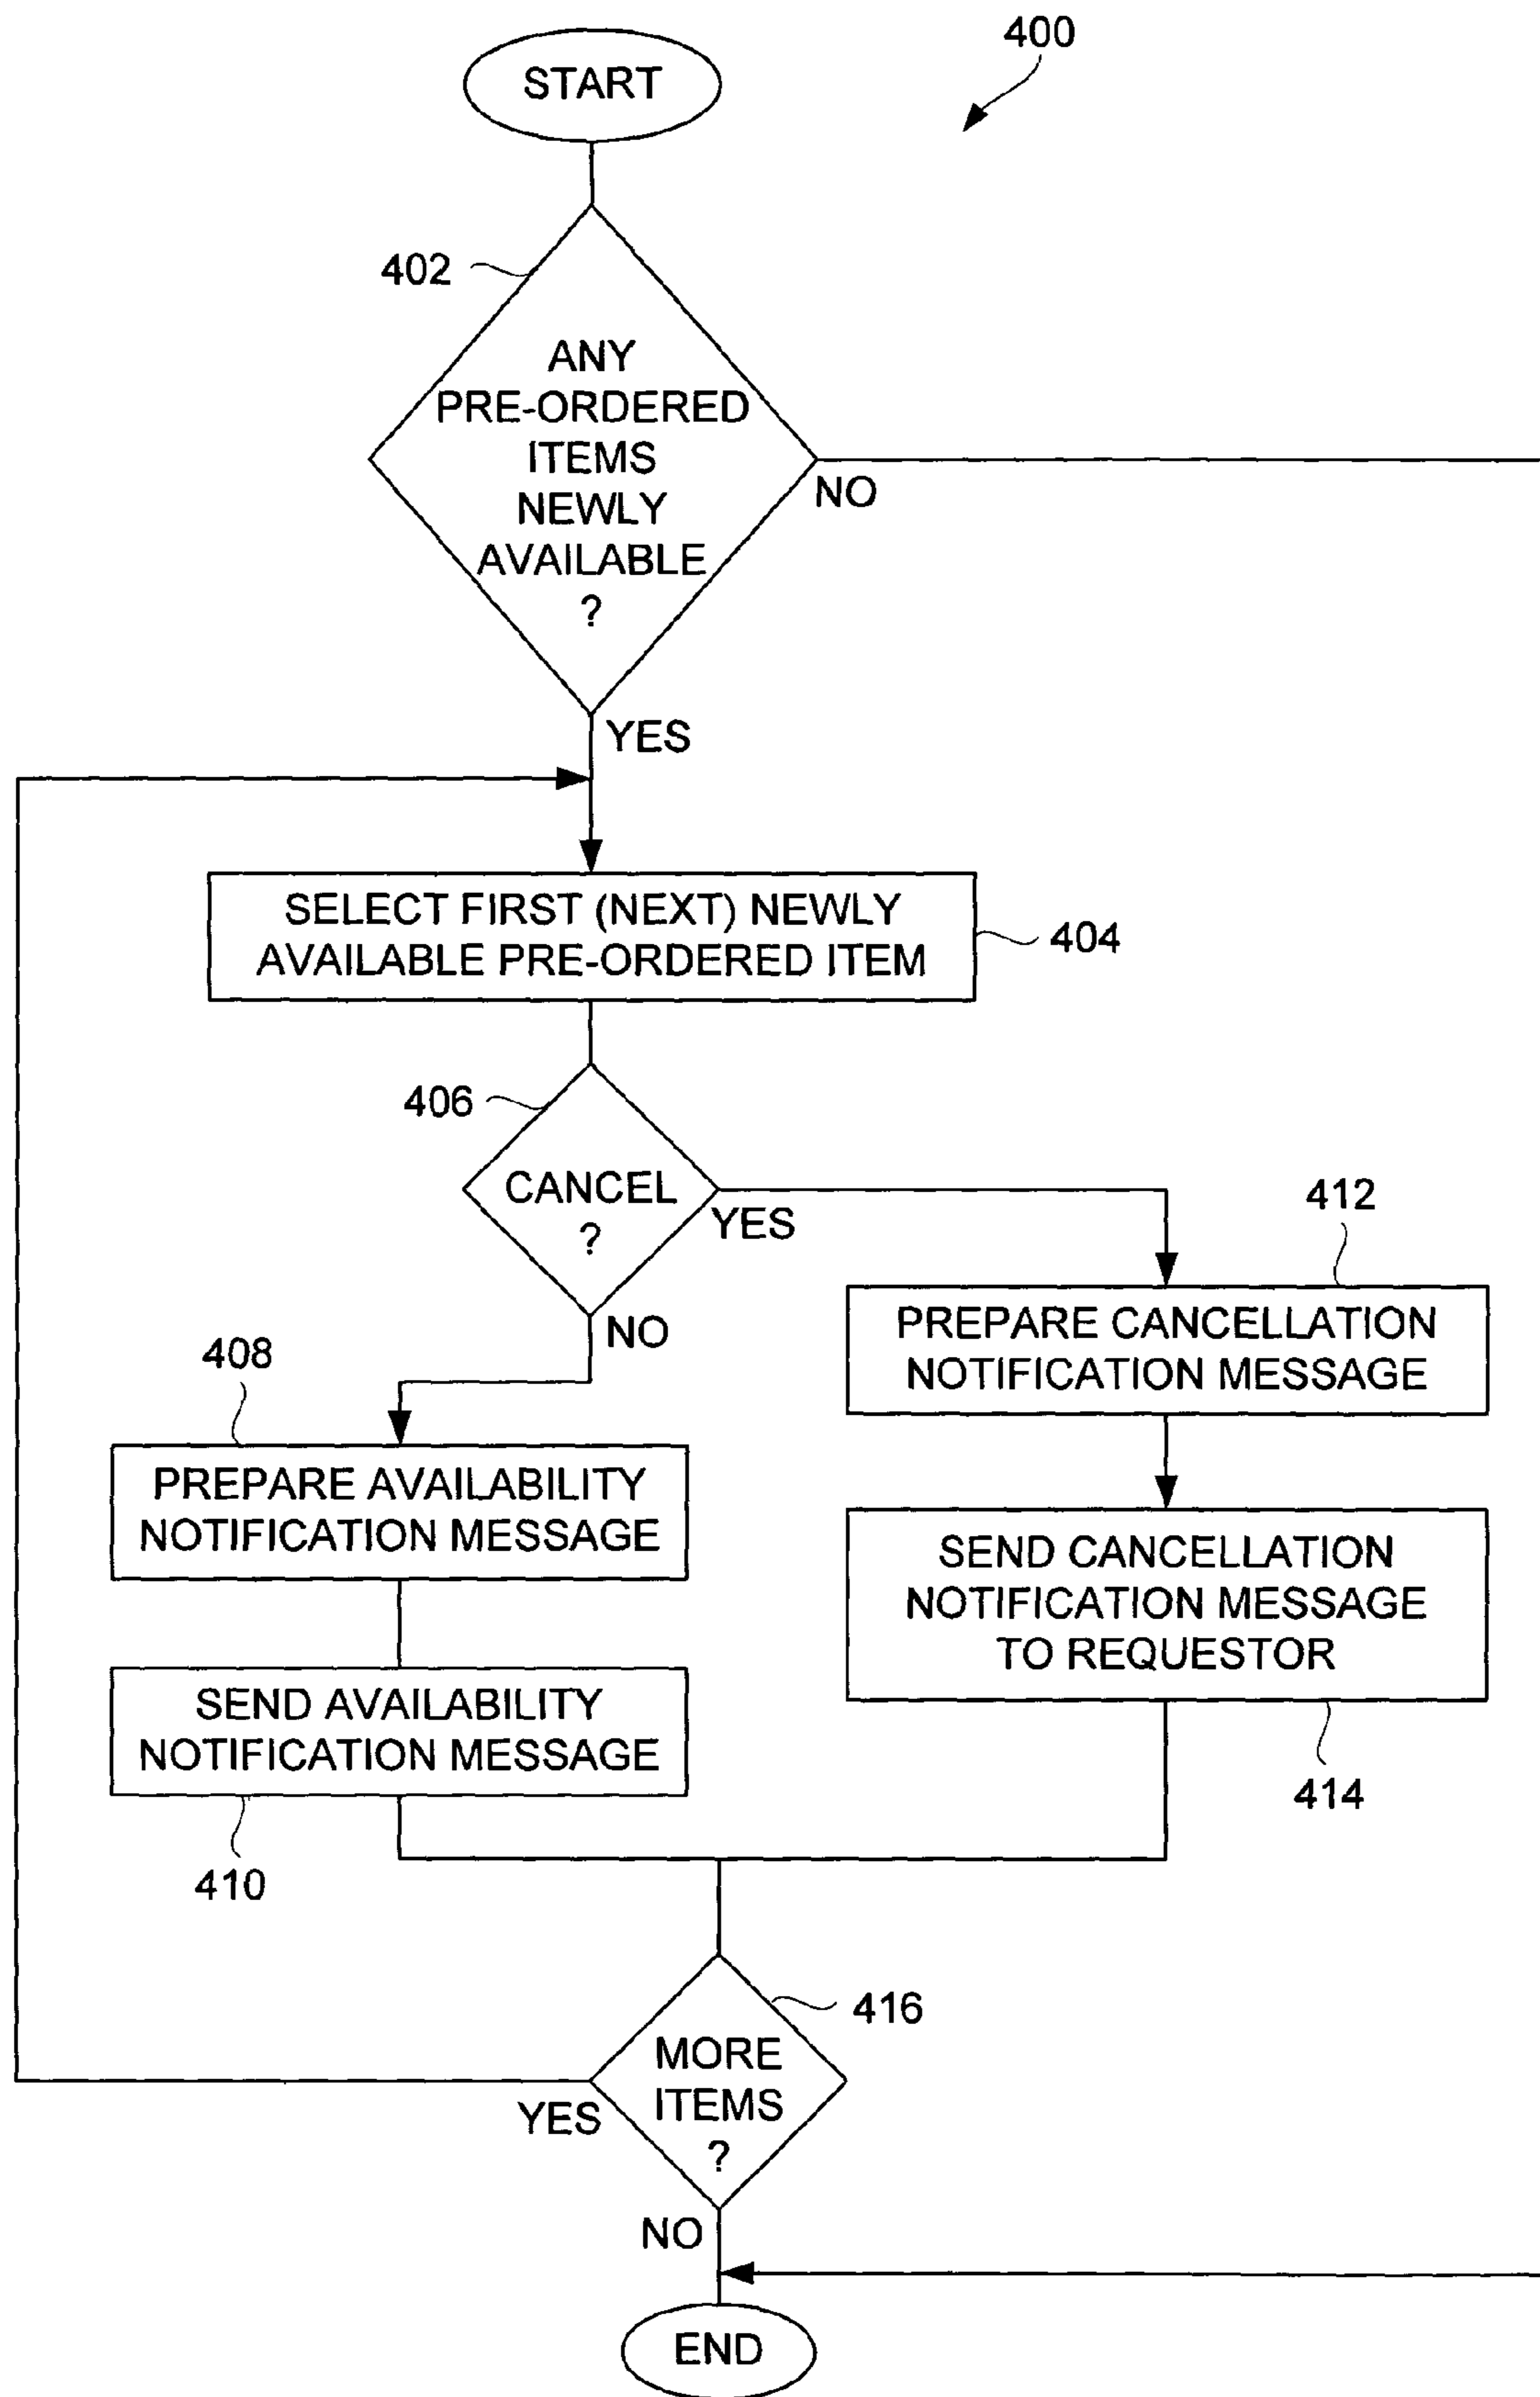 400
START
402
ANY
PRE-ORDERED
ITEMS
NEWLY
AVAILABLE
?
NO
YES
SELECT FIRST (NEXT) NEWLY
AVAILABLE PRE-ORDERED ITEM
404
406
CANCEL
?
YES
NO
412
PREPARE CANCELLATION
NOTIFICATION MESSAGE
408
PREPARE AVAILABILITY
NOTIFICATION MESSAGE
SEND CANCELLATION
NOTIFICATION MESSAGE
TO REQUESTOR
414
SEND AVAILABILITY
NOTIFICATION MESSAGE
410
416
MORE
ITEMS
?
YES
NO
END